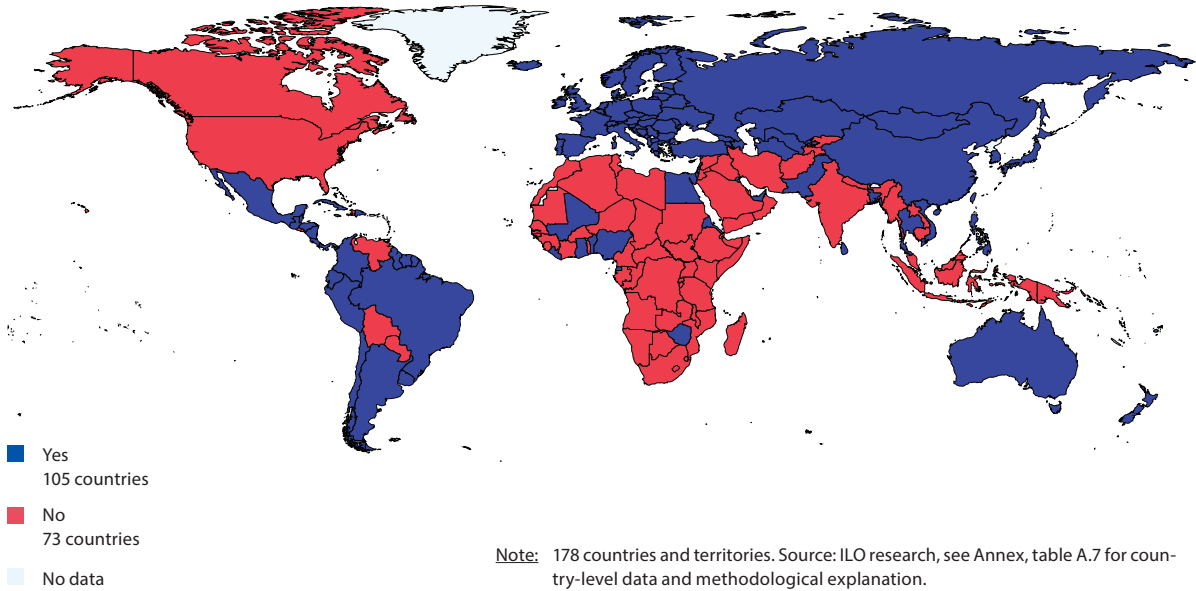 Yes
105 countries
No
73 countries
No data
Note: 178 countries and territories. Source: ILO research, see Annex, table A.7 for coun-
try-level data and methodological explanation.